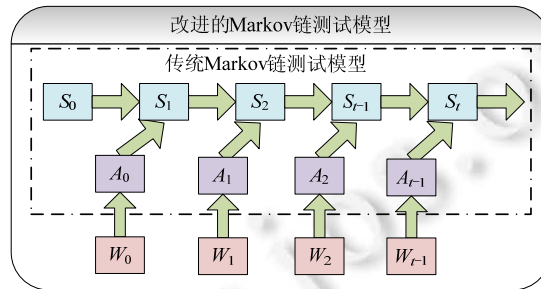 改进的Markov链测试模型
传统Markov链测试模型
S0 S1 S2 St−1 St
A0 A1 A2 At−1
W0 W1 W2 Wt−1